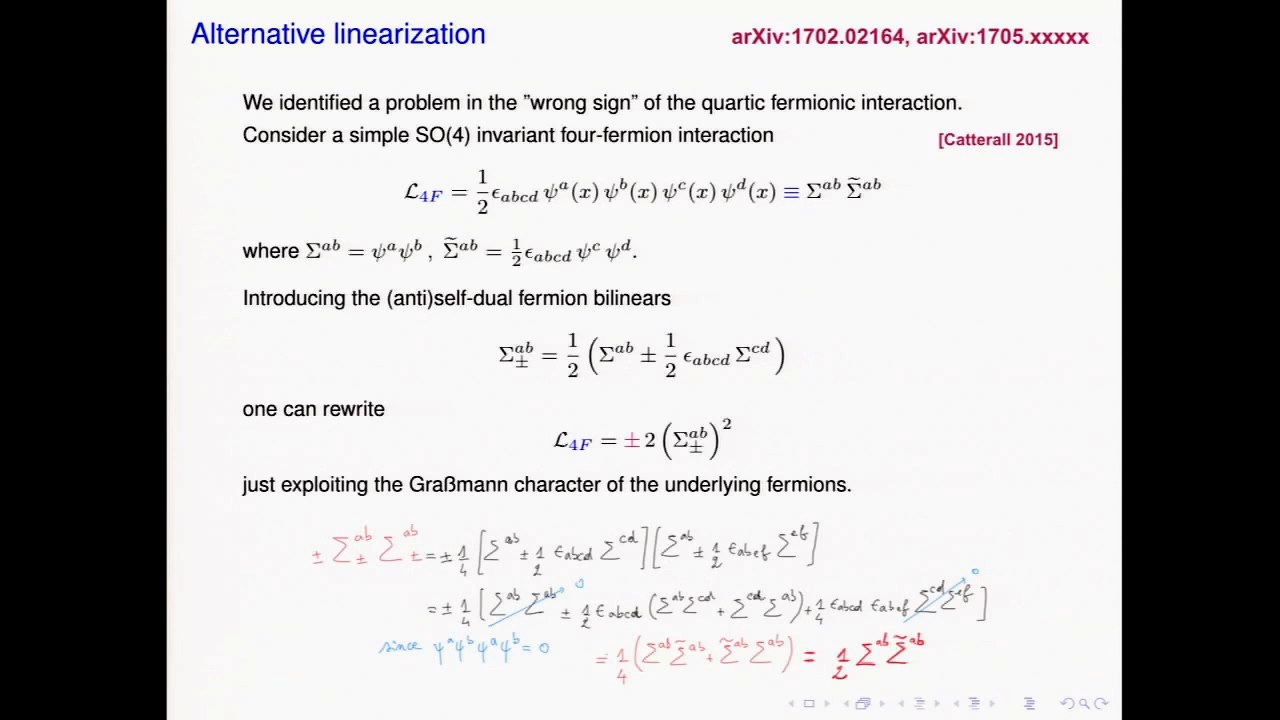 Alternative linearization arXiv:1702.02164, arXiv:1705.xxxxx
We identified a problem in the ”wrong sign” of the quartic fermionic interaction.
Consider a simple SO(4) invariant four-fermion interaction [Catterall 2015]
ℒ_{4F} = 1/2 ϵ_{abcd} ψ^a(x) ψ^b(x) ψ^c(x) ψ^d(x) ≡ Σ^{ab} Σ̃^{ab}
where Σ^{ab} = ψ^a ψ^b , Σ̃^{ab} = 1/2 ϵ_{abcd} ψ^c ψ^d.
Introducing the (anti)self-dual fermion bilinears
Σ_±^{ab} = 1/2 (Σ^{ab} ± 1/2 ϵ_{abcd} Σ^{cd})
one can rewrite
ℒ_{4F} = ± 2 (Σ_±^{ab})^2
just exploiting the Graßmann character of the underlying fermions.
± Σ_±^{ab} Σ_±^{ab} = ± 1/4 [Σ^{ab} ± 1/2 ϵ_{abcd} Σ^{cd}] [Σ^{ab} ± 1/2 ϵ_{abef} Σ^{ef}]
= ± 1/4 [Σ^{ab} Σ^{ab} 0 ± 1/2 ϵ_{abcd} (Σ^{ab} Σ^{cd} + Σ^{cd} Σ^{ab}) + 1/4 ϵ_{abcd} ϵ_{abef} Σ^{cd} Σ^{ef} 0]
since ψ^a ψ^b ψ^a ψ^b = 0 = 1/4 (Σ^{ab} Σ̃^{ab} + Σ̃^{ab} Σ^{ab}) = 1/2 Σ^{ab} Σ̃^{ab}